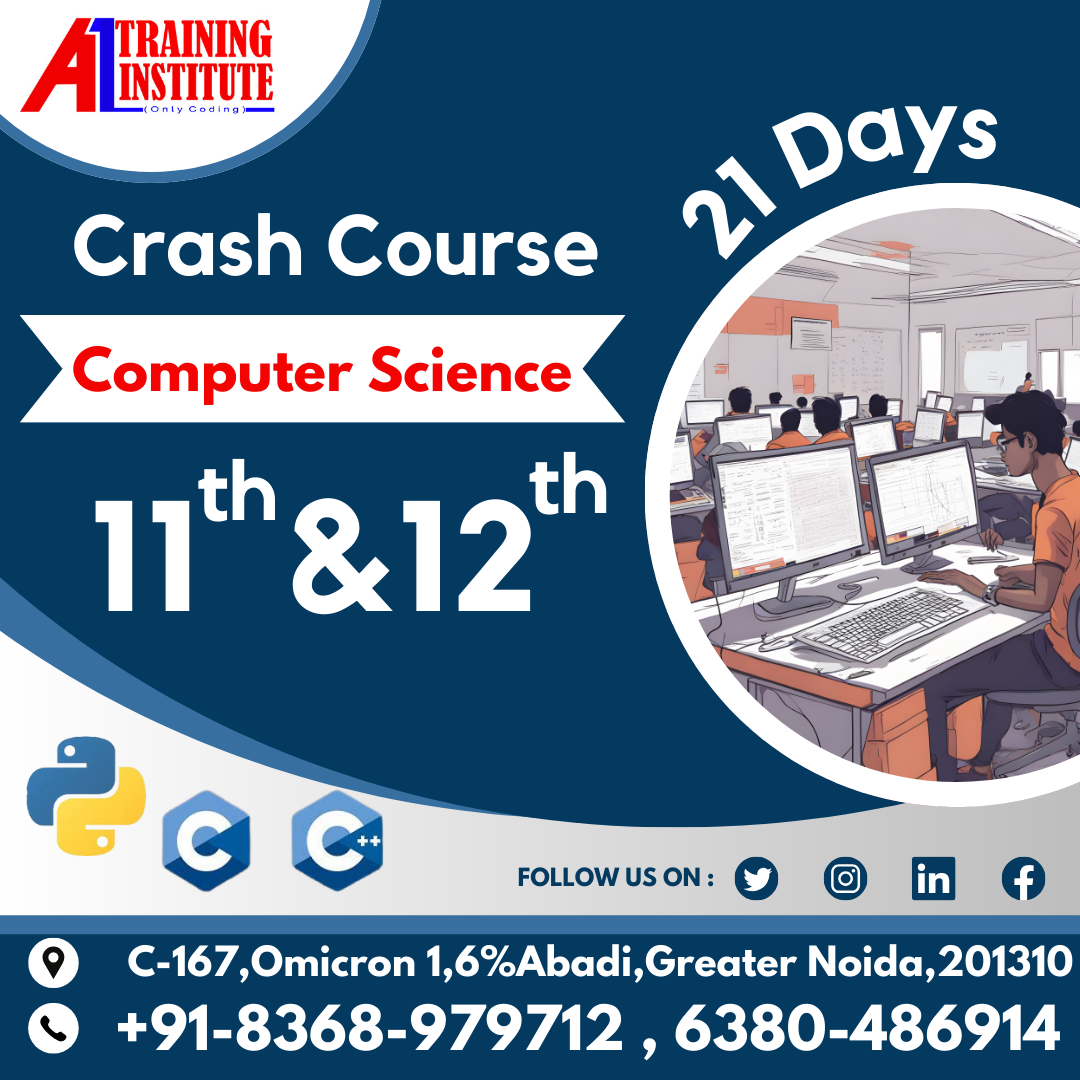 A1 TRAINING
INSTITUTE
(Only Coding)
21 Days
Crash Course
Computer Science
11th & 12th
C
C++
FOLLOW US ON :
C-167,Omicron 1,6%Abadi,Greater Noida,201310
+91-8368-979712 , 6380-486914